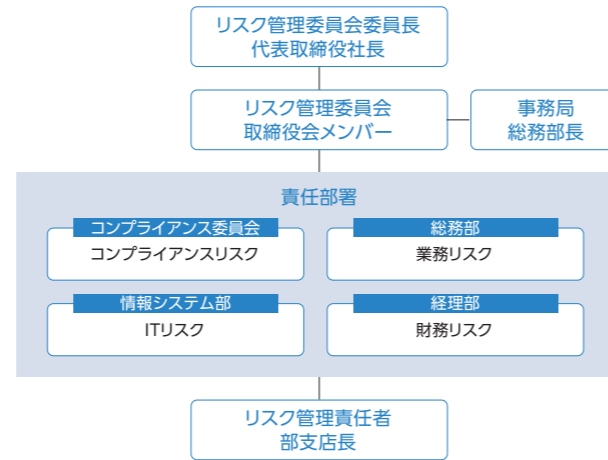 リスク管理委員会委員長
代表取締役社長
リスク管理委員会
取締役会メンバー
事務局
総務部長
責任部署
コンプライアンス委員会
コンプライアンスリスク
総務部
業務リスク
情報システム部
ITリスク
経理部
財務リスク
リスク管理責任者
部支店長